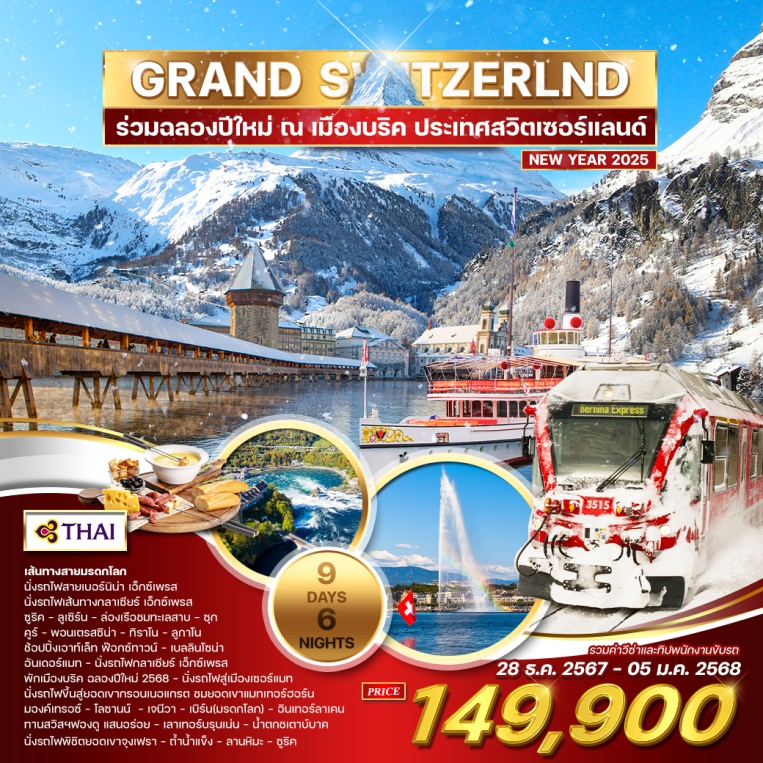 GRAND SWITZERLND
ร่วมฉลองปีใหม่ ณ เมืองบริค ประเทศสวิตเซอร์แลนด์
NEW YEAR 2025
Bernina Express
3515
THAI
9
DAYS
6
NIGHTS
เส้นทางสายมรดกโลก
นั่งรถไฟสายเบอร์นิน่า เอ็กซ์เพรส
นั่งรถไฟเส้นทางกลาเซียร์ เอ็กซ์เพรส
ซูริค - ลูเซิร์น - ล่องเรือชมทะเลสาบ - ซุก
คูร์ - พอนเตรสซิน่า - ทิราโน - ลูกาโน
ช้อปปิ้งเอาท์เล็ท ฟ๊อกซ์ทาวน์ - เบลลินโซน่า
อันเดอร์แมท - นั่งรถไฟกลาเซียร์ เอ็กซ์เพรส
พักเมืองบริค ฉลองปีใหม่ 2568 - นั่งรถไฟสู่เมืองเซอร์แมท
นั่งรถไฟขึ้นสู่ยอดเขากรอนเนอแกรต ชมยอดเขาแมทเทอร์ฮอร์น
มองค์เทรอซ์ - โลซานน์ - เจนีวา - เบิร์น(มรดกโลก) - อินเทอร์ลาเคน
ทานสวิสฯฟองดู แสนอร่อย - เลาเทอร์บรุนเน่น - น้ำตกชเตาบ์บาค
นั่งรถไฟพิชิตยอดเขาจุงเฟรา - ถ้ำน้ำแข็ง - ลานหิมะ - ซูริค
รวมค่าวีซ่าและทิปพนักงานขับรถ
28 ธ.ค. 2567 - 05 ม.ค. 2568
PRICE
149,900